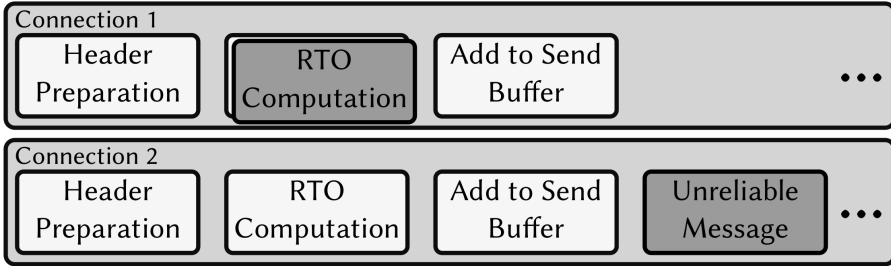 Connection 1
Header
Preparation
RTO
Computation
Add to Send
Buffer
...
Connection 2
Header
Preparation
RTO
Computation
Add to Send
Buffer
Unreliable
Message
...